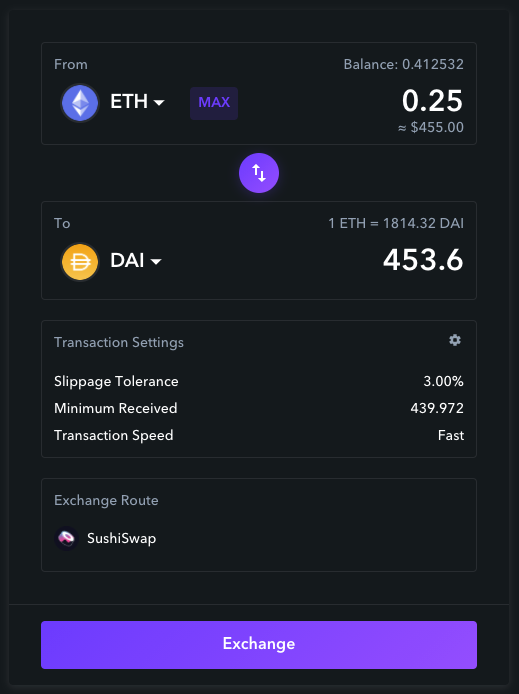 From Balance: 0.412532
ETH MAX 0.25
≈ $455.00
To 1 ETH = 1814.32 DAI
DAI 453.6
Transaction Settings
Slippage Tolerance 3.00%
Minimum Received 439.972
Transaction Speed Fast
Exchange Route
SushiSwap
Exchange